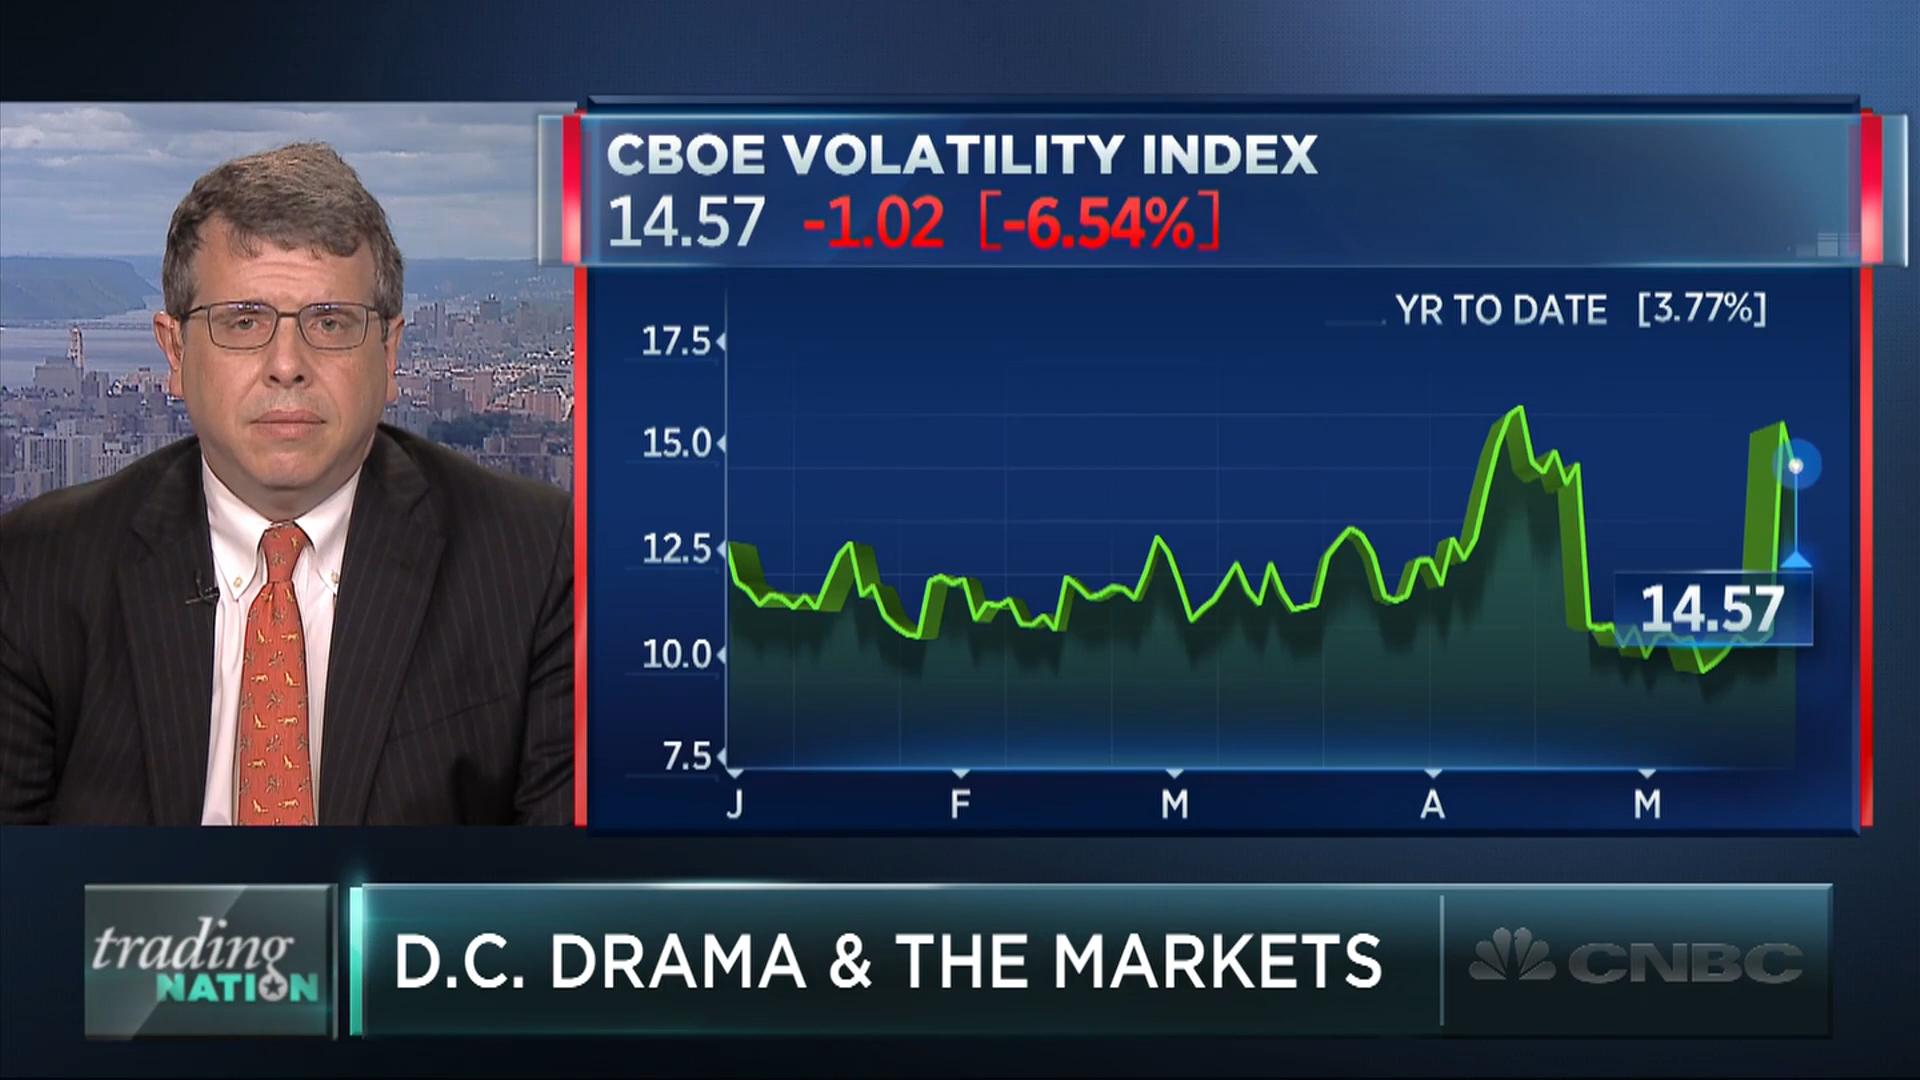 CBOE VOLATILITY INDEX
14.57 -1.02 [-6.54%]
YR TO DATE [3.77%]
17.5
15.0
12.5
10.0
7.5
14.57
J F M A M
trading
NATION
D.C. DRAMA & THE MARKETS
CNBC